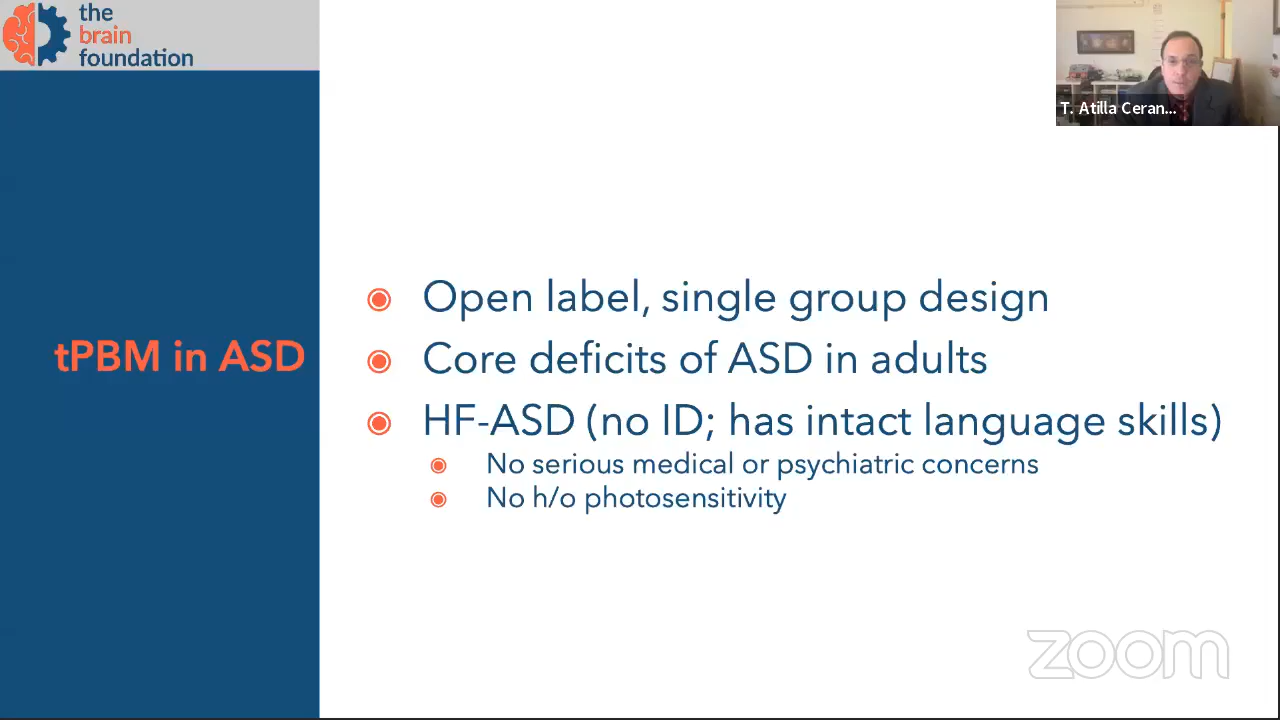 the
brain
foundation
T. Atilla Ceran...
tPBM in ASD
Open label, single group design
Core deficits of ASD in adults
HF-ASD (no ID; has intact language skills)
No serious medical or psychiatric concerns
No h/o photosensitivity
zoom